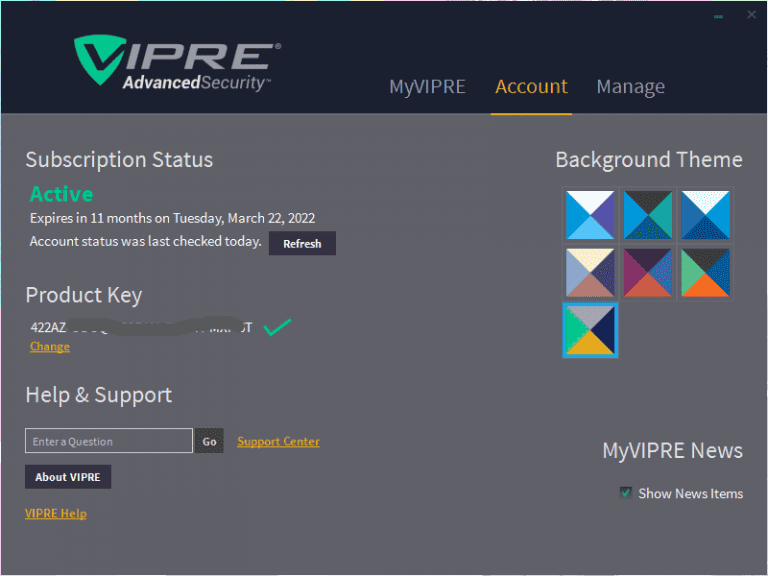 VIPRE®
AdvancedSecurity™
MyVIPRE Account Manage
Subscription Status
Active
Expires in 11 months on Tuesday, March 22, 2022
Account status was last checked today. Refresh
Product Key
422AZ
Change
Help & Support
Enter a Question Go Support Center
About VIPRE
VIPRE Help
Background Theme
MyVIPRE News
Show News Items